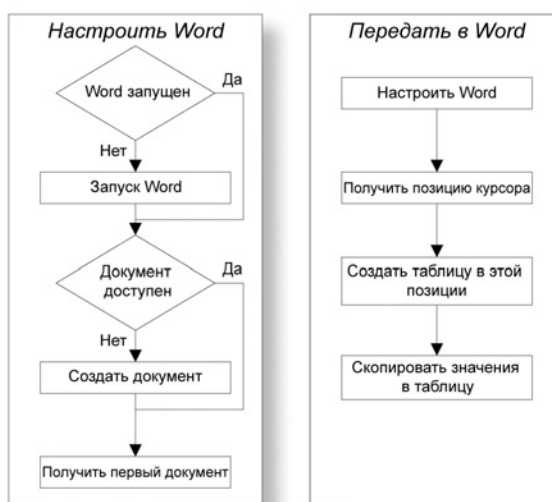 Настроить Word
Word запущен
Да
Нет
Запуск Word
Документ
доступен
Да
Нет
Создать документ
Получить первый документ
Передать в Word
Настроить Word
Получить позицию курсора
Создать таблицу в этой
позиции
Скопировать значения
в таблицу